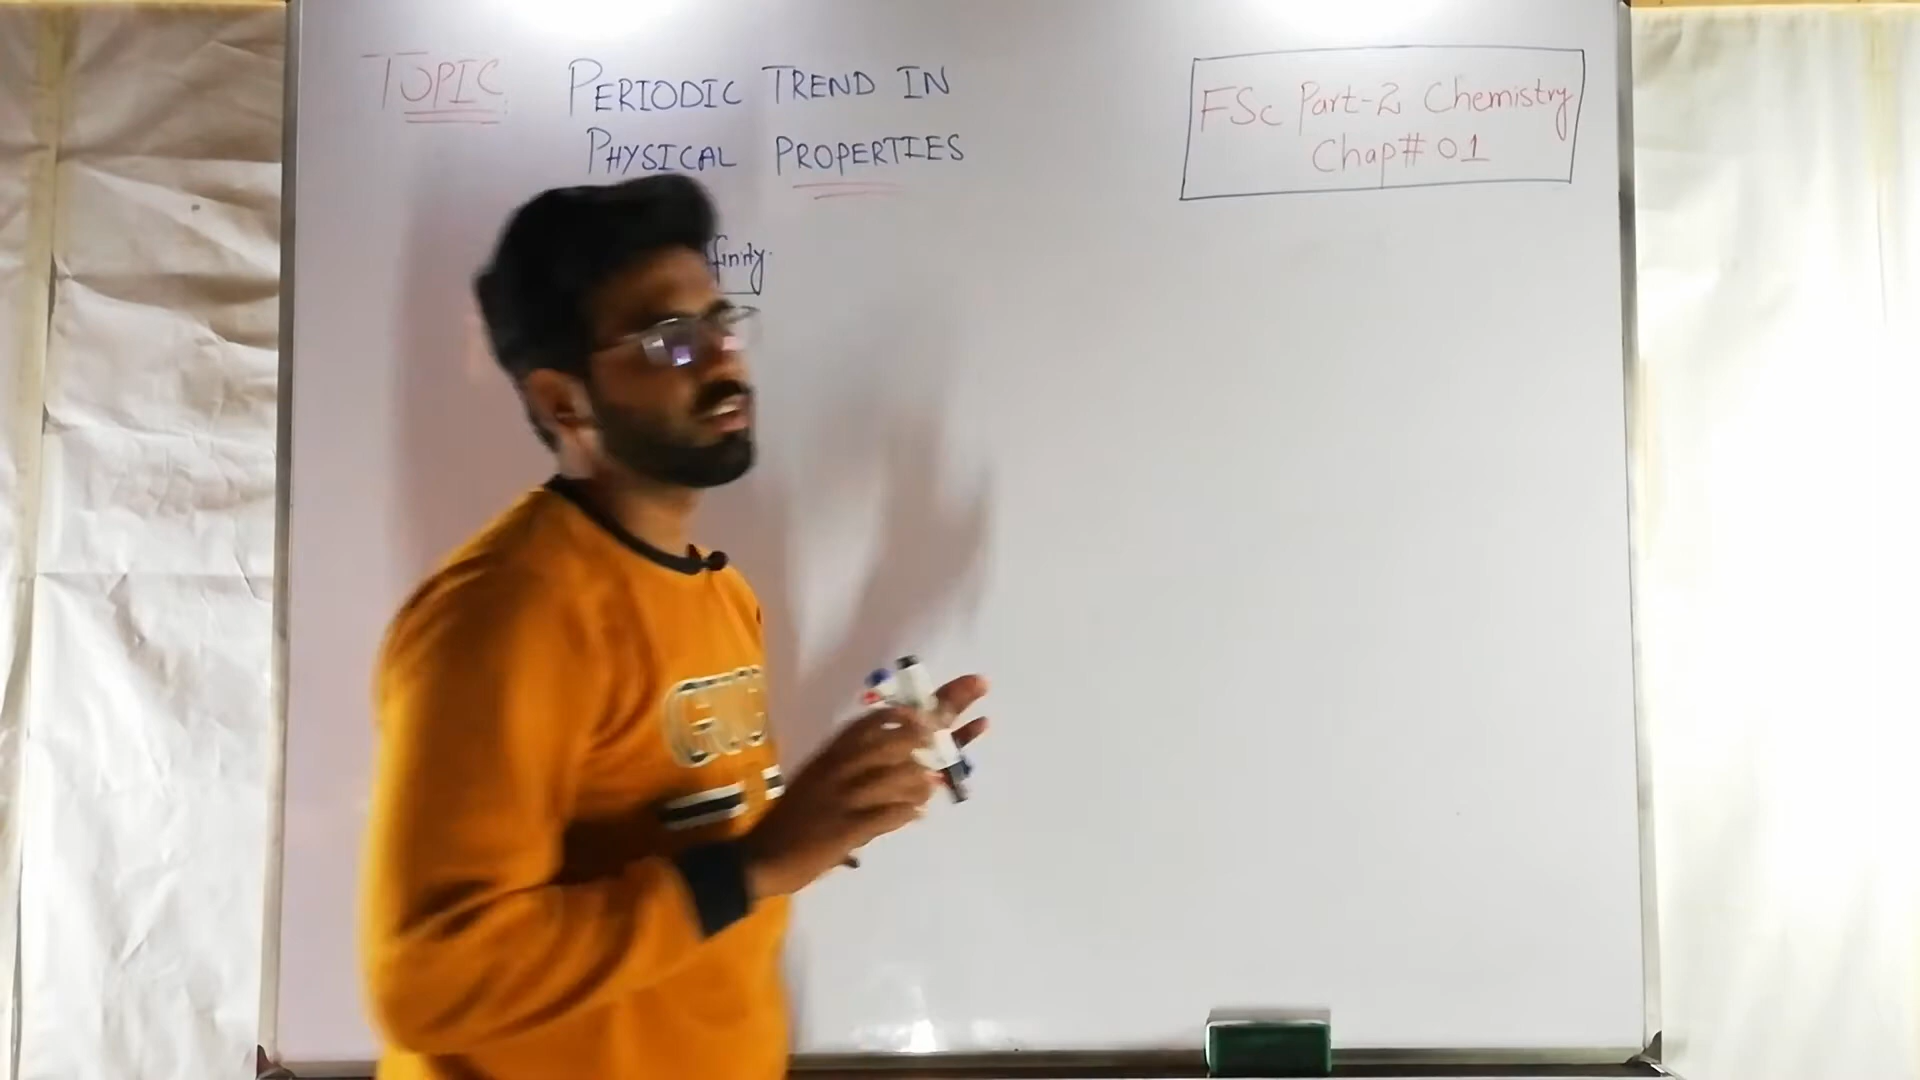 TOPIC: PERIODIC TREND IN
PHYSICAL PROPERTIES
FSc Part-2 Chemistry
Chap# 01